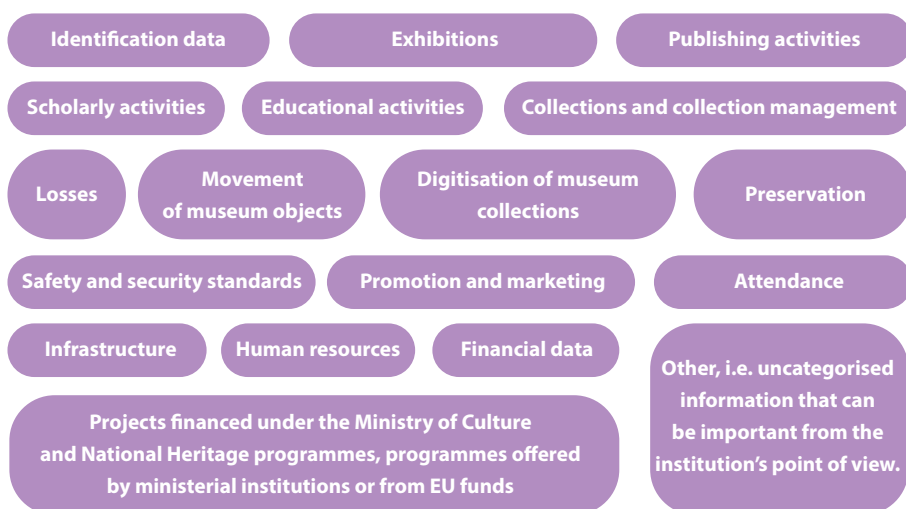 Identification data
Exhibitions
Publishing activities
Scholarly activities
Educational activities
Collections and collection management
Losses
Movement
of museum objects
Digitisation of museum
collections
Preservation
Safety and security standards
Promotion and marketing
Attendance
Infrastructure
Human resources
Financial data
Other, i.e. uncategorised
information that can
be important from the
institution's point of view.
Projects financed under the Ministry of Culture
and National Heritage programmes, programmes offered
by ministerial institutions or from EU funds